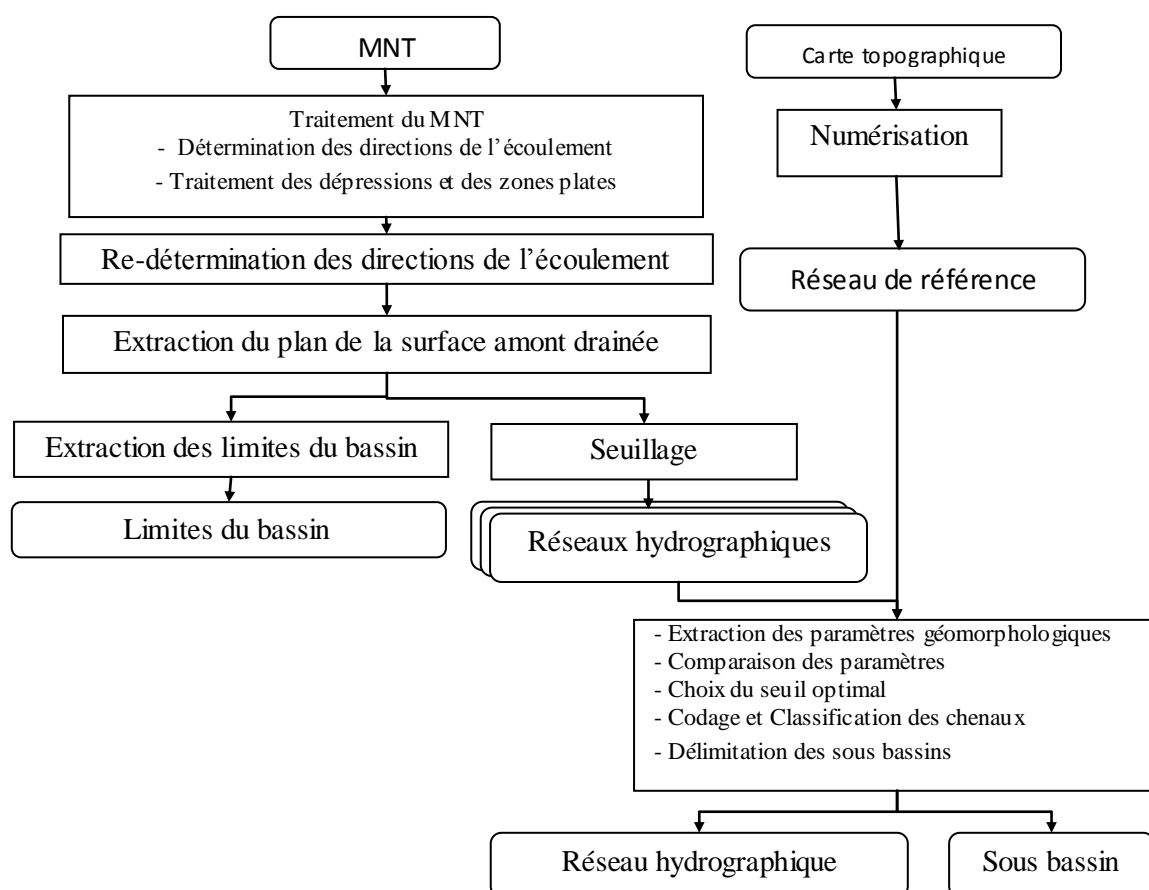 MNT
Carte topographique
Traitement du MNT
- Détermination des directions de l'écoulement
- Traitement des dépressions et des zones plates
Numérisation
Re-détermination des directions de l'écoulement
Réseau de référence
Extraction du plan de la surface amont drainée
Extraction des limites du bassin
Seuillage
Limites du bassin
Réseaux hydrographiques
- Extraction des paramètres géomorphologiques
- Comparaison des paramètres
- Choix du seuil optimal
- Codage et Classification des chenaux
- Délimitation des sous bassins
Réseau hydrographique
Sous bassin